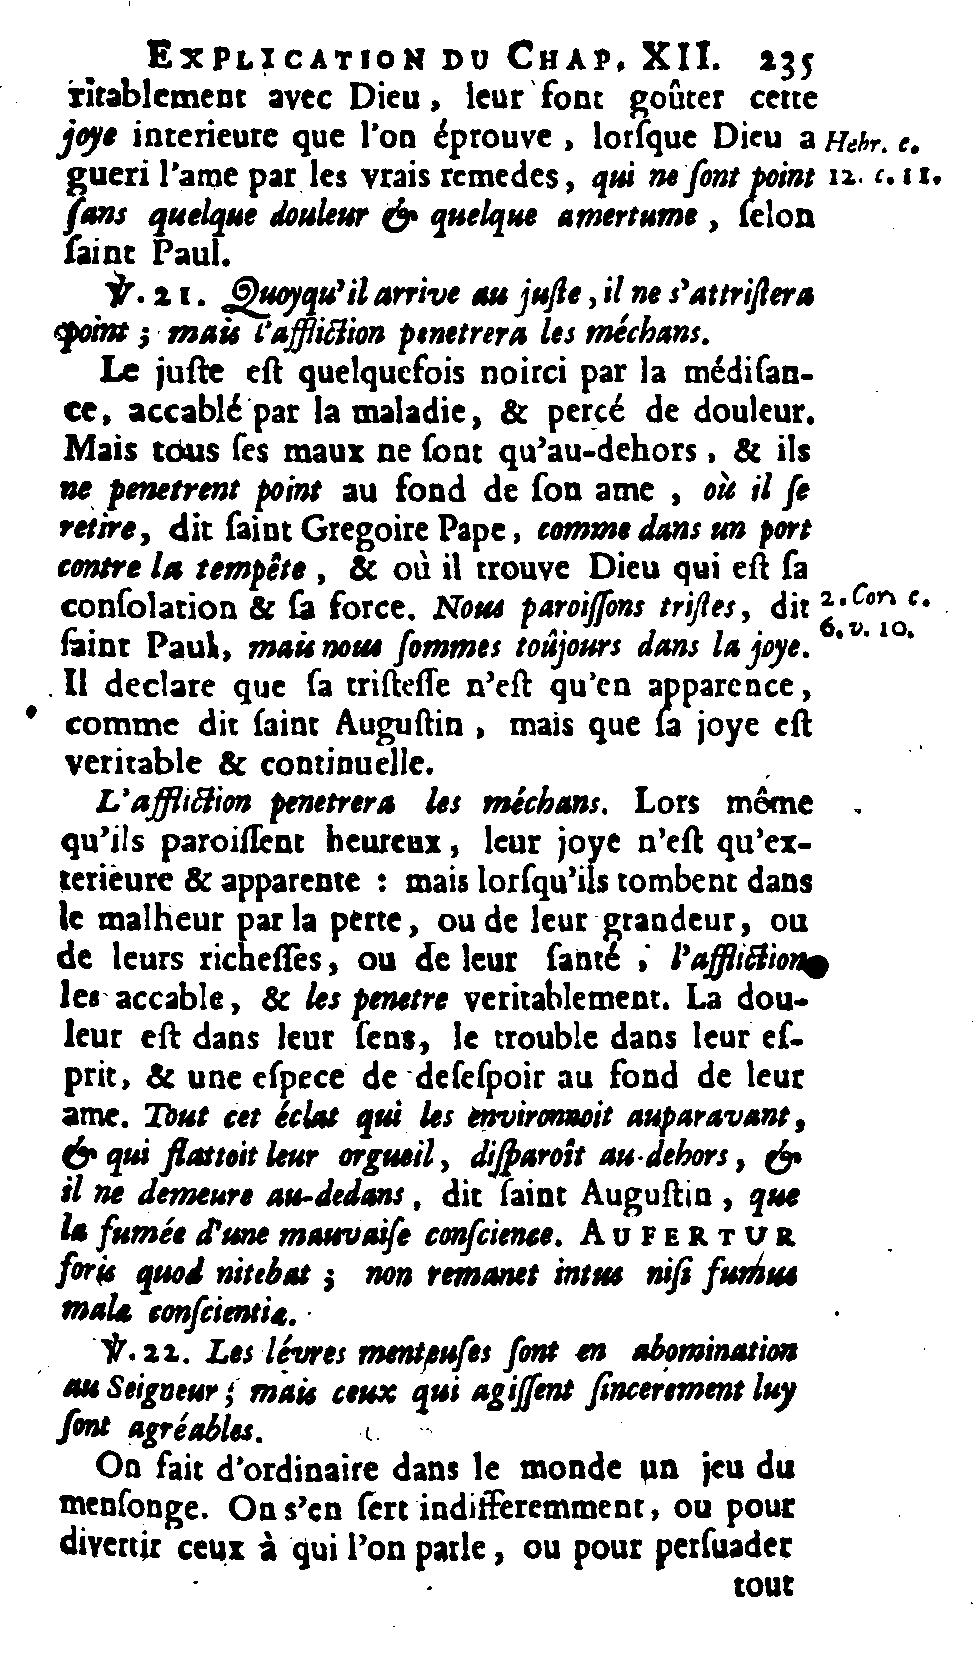 EXPLICATION DU CHAP. XII. 235
ritablement avec Dieu, leur font goûter cette
joye interieure que l'on éprouve, lorſque Dieu a
Hebr. c.
gueri l'ame par les vrais remedes, qui ne ſont point
12. c. 11.
ſans quelque douleur & quelque amertume, ſelon
ſaint Paul.
℣. 21. Quoyqu'il arrive au juſte, il ne s'attriſtera
point; mais l'affliction penetrera les méchans.
Le juſte eſt quelquefois noirci par la médiſan-
ce, accablé par la maladie, & percé de douleur.
Mais tous ſes maux ne ſont qu'au-dehors, & ils
ne penetrent point au fond de ſon ame, où il ſe
retire, dit ſaint Gregoire Pape, comme dans un port
contre la tempête, & où il trouve Dieu qui eſt ſa
conſolation & ſa force. Nous paroiſſons triſtes, dit
2. Cor. c.
6. v. 10.
ſaint Paul, mais nous ſommes toûjours dans la joye.
Il declare que ſa triſteſſe n'eſt qu'en apparence,
comme dit ſaint Auguſtin, mais que ſa joye eſt
veritable & continuelle.
L'affliction penetrera les méchans. Lors même
qu'ils paroiſſent heureux, leur joye n'eſt qu'ex-
terieure & apparente : mais lorſqu'ils tombent dans
le malheur par la perte, ou de leur grandeur, ou
de leurs richeſſes, ou de leur ſanté; l'affliction
les accable, & les penetre veritablement. La dou-
leur eſt dans leur ſens, le trouble dans leur eſ-
prit, & une eſpece de deſeſpoir au fond de leur
ame. Tout cet éclat qui les environnoit auparavant,
& qui flattoit leur orgueil, diſparoît au-dehors, &
il ne demeure au-dedans, dit ſaint Auguſtin, que
la fumée d'une mauvaiſe conſcience. AUFERTUR
foris quod nitebat; non remanet intus niſi fumus
mala conſcientia.
℣. 22. Les lévres menteuſes ſont en abomination
au Seigneur; mais ceux qui agiſſent ſincerement luy
ſont agréables.
On fait d'ordinaire dans le monde un jeu du
menſonge. On s'en ſert indifferemment, ou pour
divertir ceux à qui l'on parle, ou pour perſuader
tout